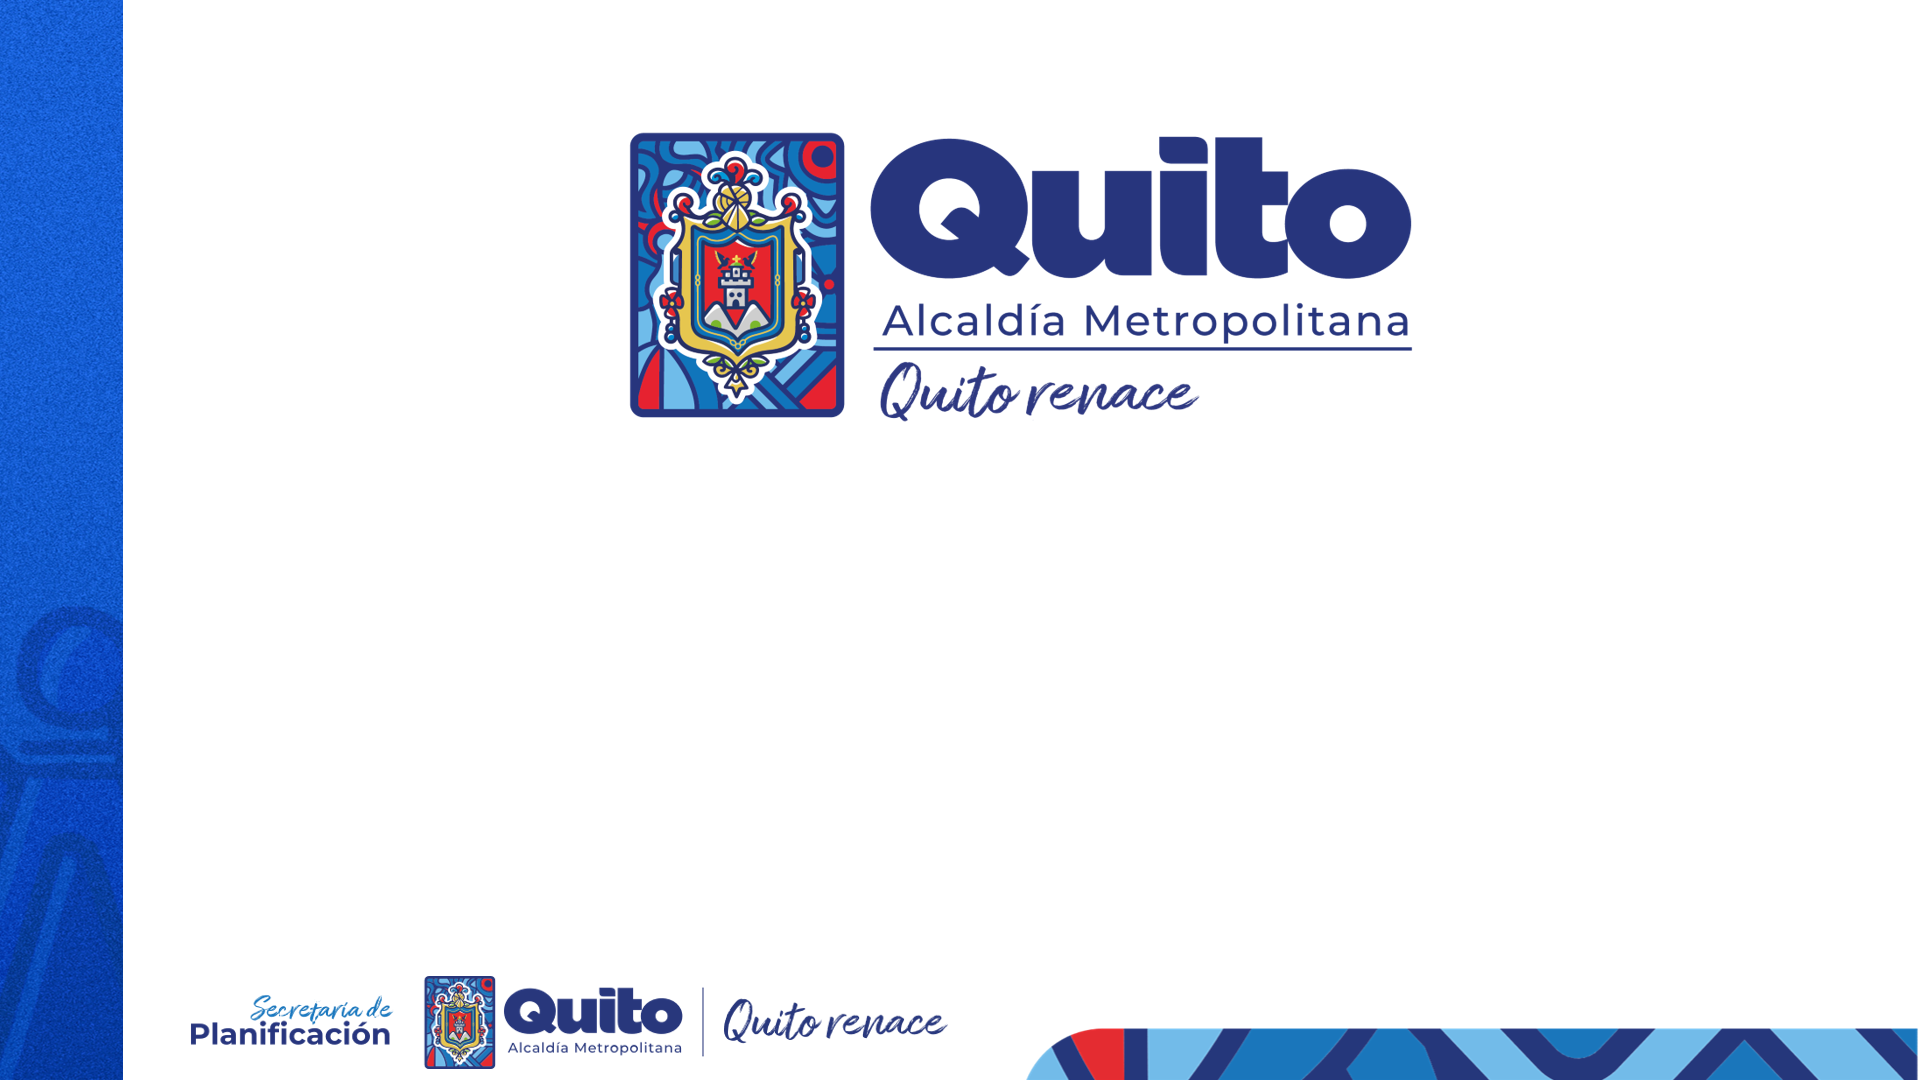 Quito
Alcaldía Metropolitana
Quito renace
Secretaría de
Planificación
Quito
Alcaldía Metropolitana
Quito renace